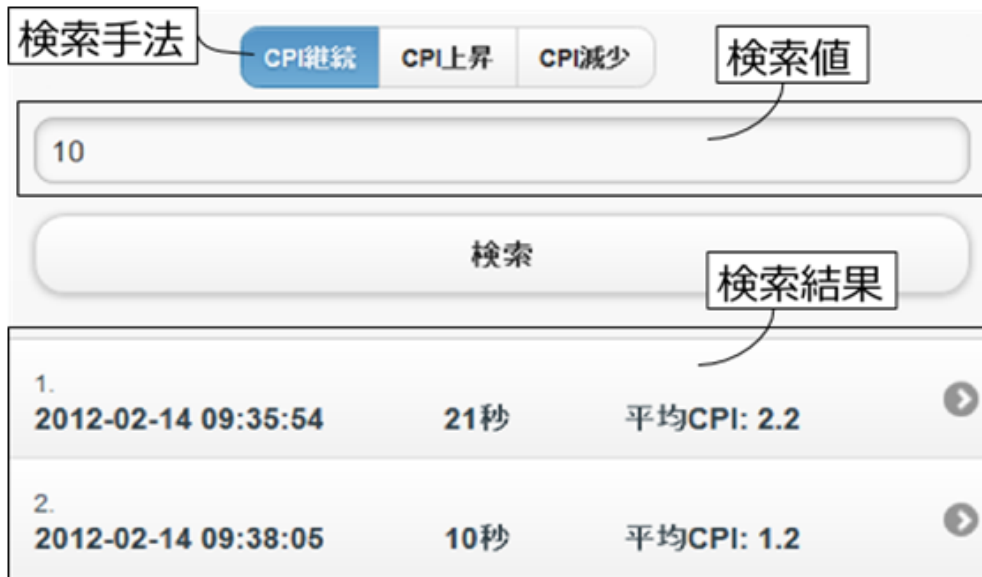 検索手法
CPI継続 CPI上昇 CPI減少
検索値
10
検索
検索結果
1.
2012-02-14 09:35:54 21秒 平均CPI: 2.2
2.
2012-02-14 09:38:05 10秒 平均CPI: 1.2